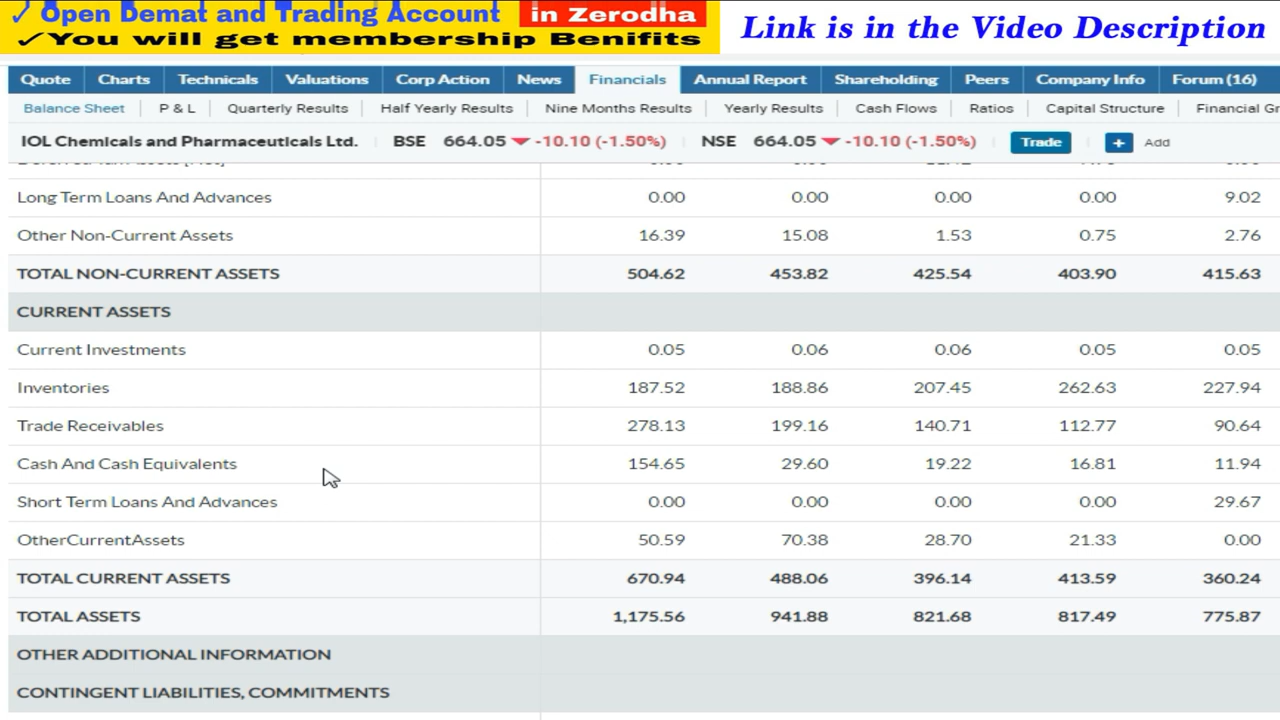 ✓ Open Demat and Trading Account in Zerodha
✓You will get membership Benifits
Link is in the Video Description
Quote Charts Technicals Valuations Corp Action News Financials Annual Report Shareholding Peers Company Info Forum (16)
Balance Sheet P & L Quarterly Results Half Yearly Results Nine Months Results Yearly Results Cash Flows Ratios Capital Structure Financial Gr
IOL Chemicals and Pharmaceuticals Ltd. BSE 664.05 -10.10 (-1.50%) NSE 664.05 -10.10 (-1.50%) Trade + Add
Long Term Loans And Advances 0.00 0.00 0.00 0.00 9.02
Other Non-Current Assets 16.39 15.08 1.53 0.75 2.76
TOTAL NON-CURRENT ASSETS 504.62 453.82 425.54 403.90 415.63
CURRENT ASSETS
Current Investments 0.05 0.06 0.06 0.05 0.05
Inventories 187.52 188.86 207.45 262.63 227.94
Trade Receivables 278.13 199.16 140.71 112.77 90.64
Cash And Cash Equivalents 154.65 29.60 19.22 16.81 11.94
Short Term Loans And Advances 0.00 0.00 0.00 0.00 29.67
OtherCurrentAssets 50.59 70.38 28.70 21.33 0.00
TOTAL CURRENT ASSETS 670.94 488.06 396.14 413.59 360.24
TOTAL ASSETS 1,175.56 941.88 821.68 817.49 775.87
OTHER ADDITIONAL INFORMATION
CONTINGENT LIABILITIES, COMMITMENTS